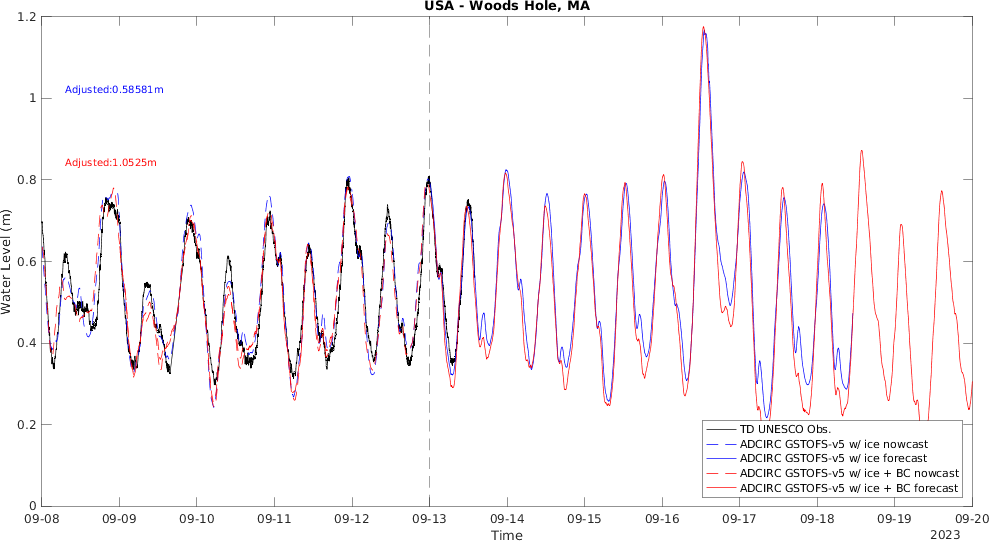 USA - Woods Hole, MA
1.2
1
0.8
0.6
0.4
0.2
0
Water Level (m)
Adjusted:0.58581m
Adjusted:1.0525m
TD UNESCO Obs.
ADCIRC GSTOFS-v5 w/ ice nowcast
ADCIRC GSTOFS-v5 w/ ice forecast
ADCIRC GSTOFS-v5 w/ ice + BC nowcast
ADCIRC GSTOFS-v5 w/ ice + BC forecast
09-08 09-09 09-10 09-11 09-12 09-13 09-14 09-15 09-16 09-17 09-18 09-19 09-20
Time
2023